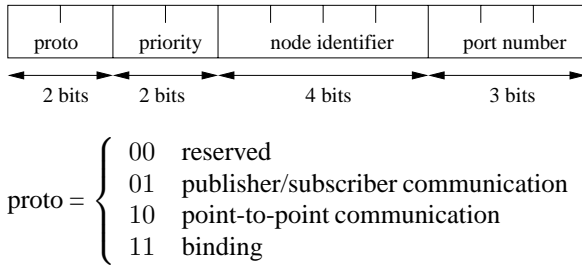 proto priority node identifier port number
2 bits 2 bits 4 bits 3 bits
00 reserved
01 publisher/subscriber communication
proto = 10 point-to-point communication
11 binding